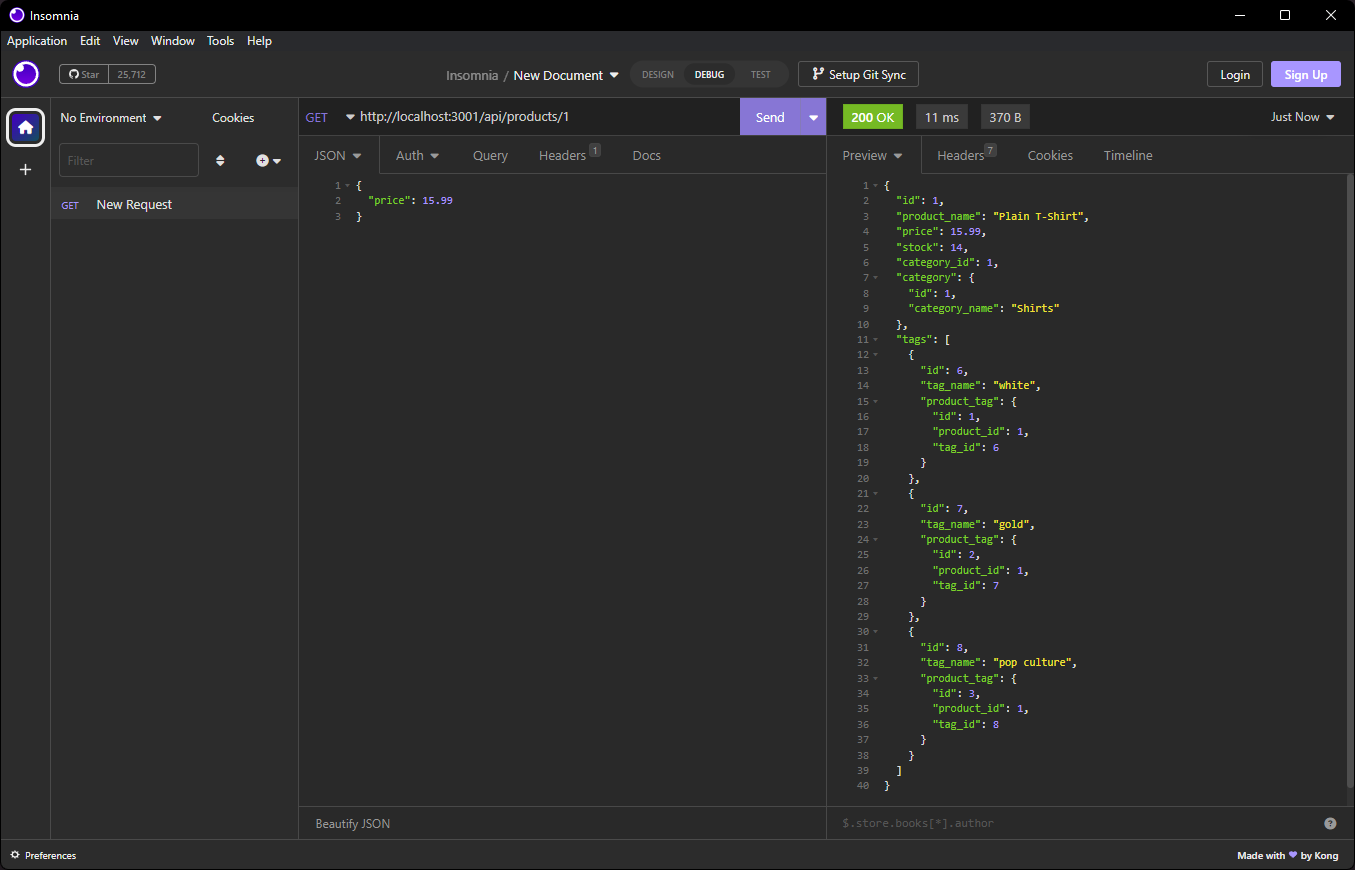 Insomnia
Application Edit View Window Tools Help
Star 25,712
Insomnia / New Document
DESIGN DEBUG TEST
Setup Git Sync
Login Sign Up
No Environment Cookies
Filter
GET New Request
GET http://localhost:3001/api/products/1 Send
JSON Auth Query Headers 1 Docs
1 {
2 "price": 15.99
3 }
Beautify JSON
200 OK 11 ms 370 B Just Now
Preview Headers 7 Cookies Timeline
1 {
2 "id": 1,
3 "product_name": "Plain T-Shirt",
4 "price": 15.99,
5 "stock": 14,
6 "category_id": 1,
7 "category": {
8 "id": 1,
9 "category_name": "Shirts"
10 },
11 "tags": [
12 {
13 "id": 6,
14 "tag_name": "white",
15 "product_tag": {
16 "id": 1,
17 "product_id": 1,
18 "tag_id": 6
19 }
20 },
21 {
22 "id": 7,
23 "tag_name": "gold",
24 "product_tag": {
25 "id": 2,
26 "product_id": 1,
27 "tag_id": 7
28 }
29 },
30 {
31 "id": 8,
32 "tag_name": "pop culture",
33 "product_tag": {
34 "id": 3,
35 "product_id": 1,
36 "tag_id": 8
37 }
38 }
39 ]
40 }
$.store.books[*].author
Preferences
Made with ♥ by Kong